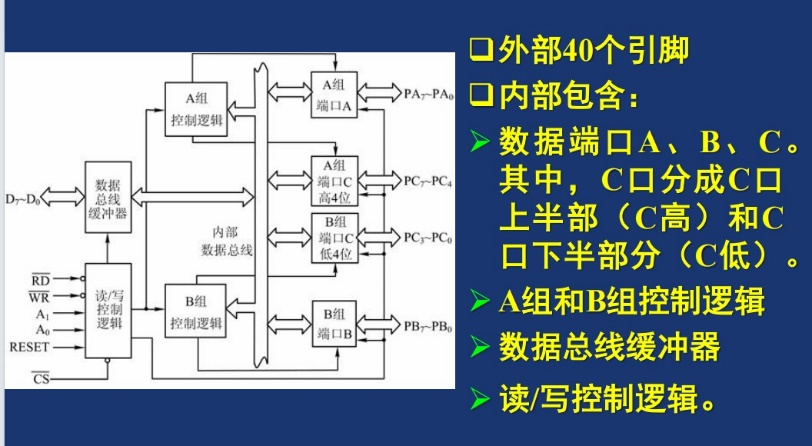 A组
控制逻辑
A组
端口A
PA₇~PA₀
A组
端口C
高4位
PC₇~PC₄
D₇~D₀
数据
总线
缓冲器
内部
数据总线
B组
端口C
低4位
PC₃~PC₀
R̅D̅
W̅R̅
A₁
A₀
RESET
C̅S̅
读/写
控制
逻辑
B组
控制逻辑
B组
端口B
PB₇~PB₀
❑外部40个引脚
❑内部包含：
➢数据端口A、B、C。
其中，C口分成C口
上半部（C高）和C
口下半部分（C低）。
➢A组和B组控制逻辑
➢数据总线缓冲器
➢读/写控制逻辑。